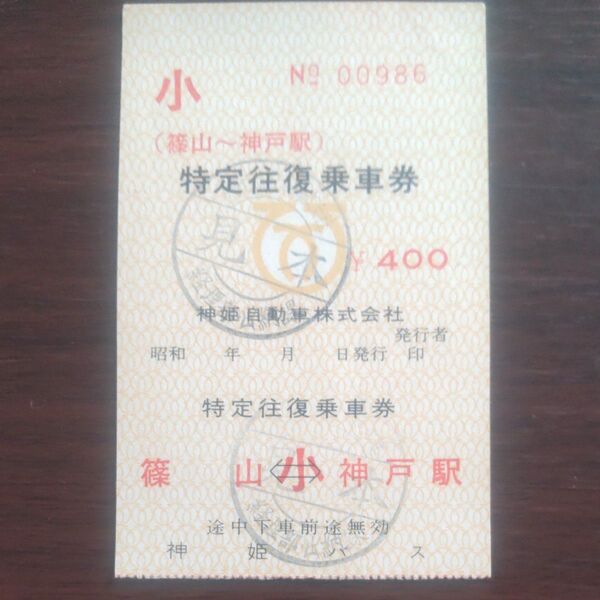 小
Nº 00986
(篠山～神戸駅)
特定往復乗車券
見本
¥400
神姫自動車株式会社
発行者
昭和 年 月 日発行 印
特定往復乗車券
篠山 小 神戸駅
途中下車前途無効
神姫バス